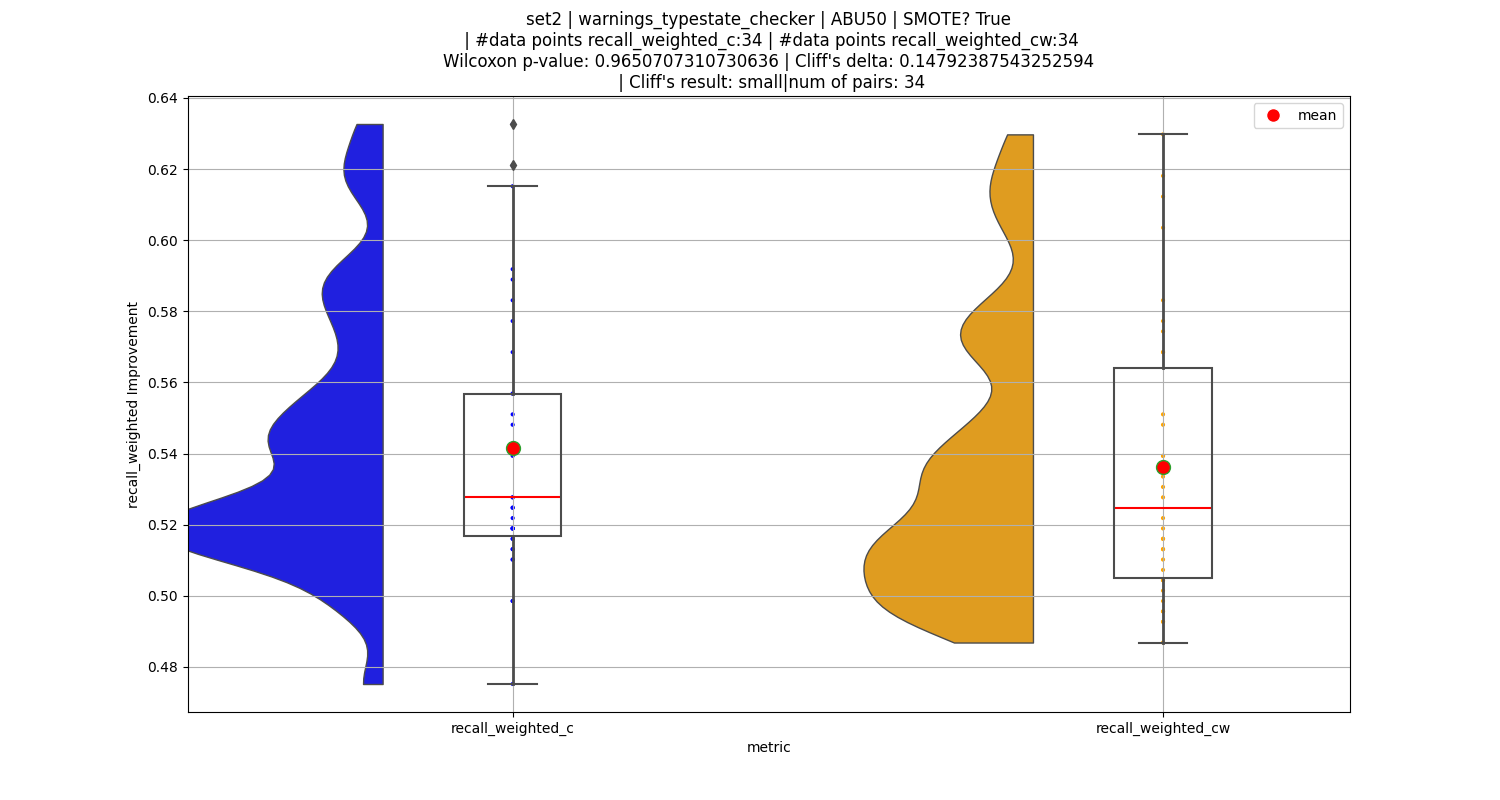 set2 | warnings_typestate_checker | ABU50 | SMOTE? True
| #data points recall_weighted_c:34 | #data points recall_weighted_cw:34
Wilcoxon p-value: 0.9650707310730636 | Cliff's delta: 0.14792387543252594
| Cliff's result: small|num of pairs: 34
mean
0.64
0.62
0.60
0.58
0.56
0.54
0.52
0.50
0.48
recall_weighted Improvement
recall_weighted_c
recall_weighted_cw
metric